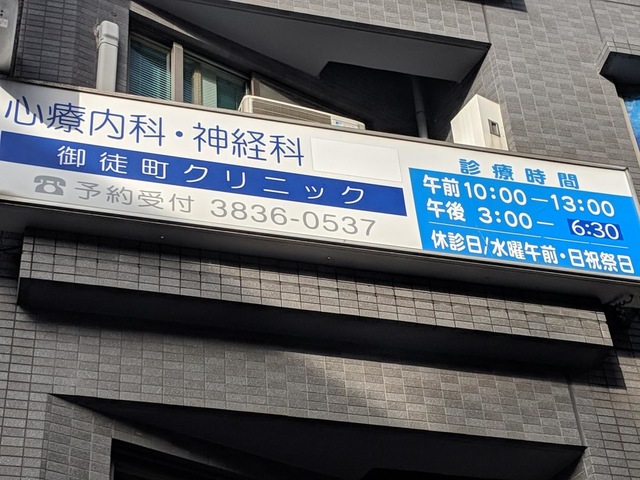 心療内科・神経科
御徒町クリニック
☎予約受付 3836-0537
診療時間
午前10:00―13:00
午後 3:00― 6:30
休診日/水曜午前・日祝祭日